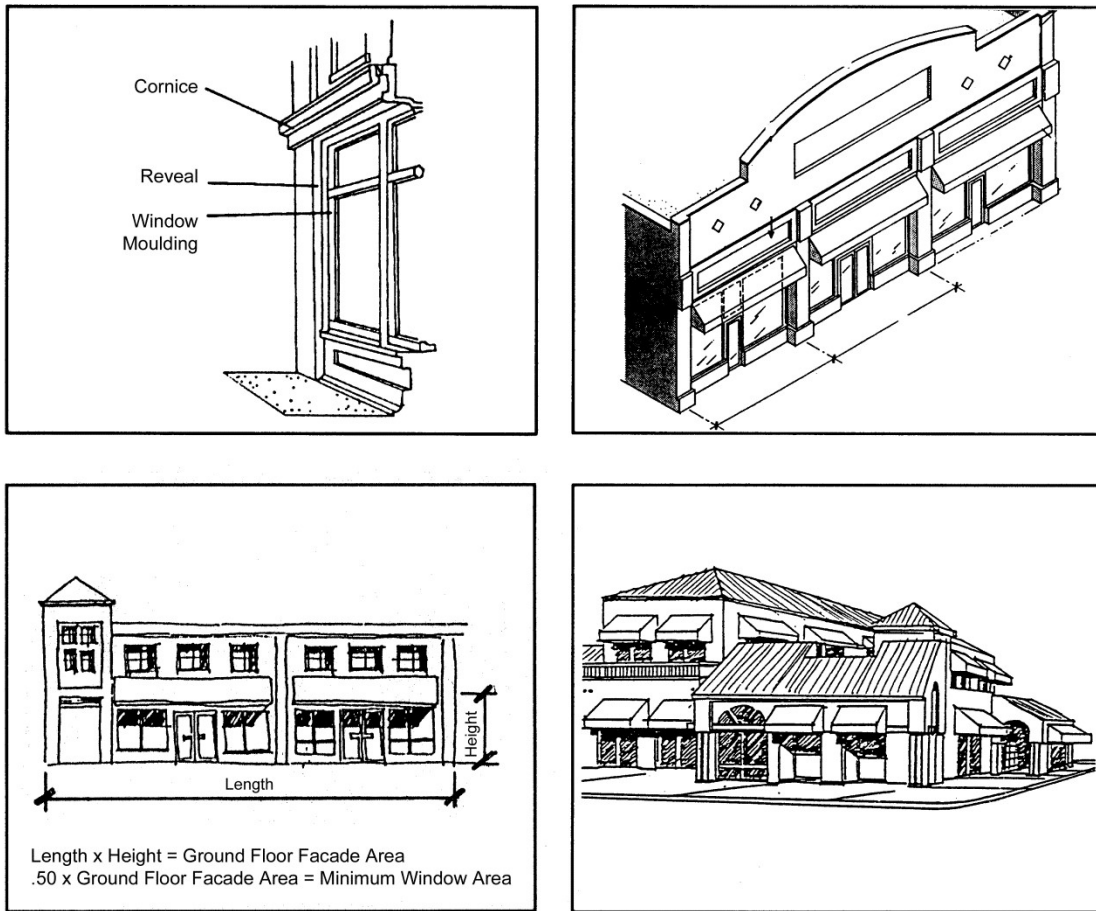 Cornice
Reveal
Window
Moulding
Height
Length
Length x Height = Ground Floor Facade Area
.50 x Ground Floor Facade Area = Minimum Window Area